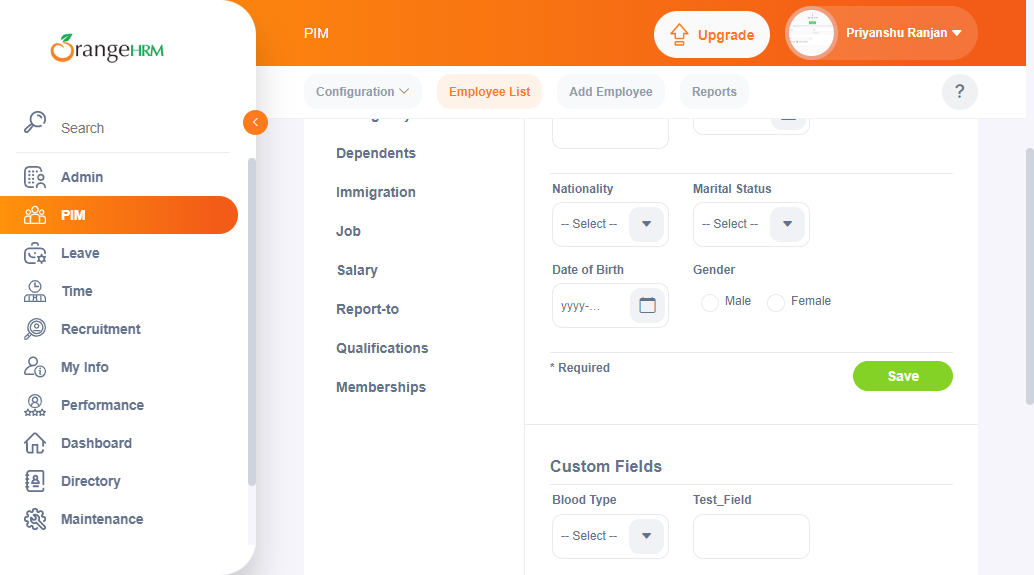 OrangeHRM
PIM
Upgrade
Priyanshu Ranjan
Search
Admin
PIM
Leave
Time
Recruitment
My Info
Performance
Dashboard
Directory
Maintenance
Configuration
Employee List
Add Employee
Reports
?
Dependents
Immigration
Job
Salary
Report-to
Qualifications
Memberships
Nationality
Marital Status
-- Select --
-- Select --
Date of Birth
Gender
yyyy-...
Male
Female
* Required
Save
Custom Fields
Blood Type
Test_Field
-- Select --